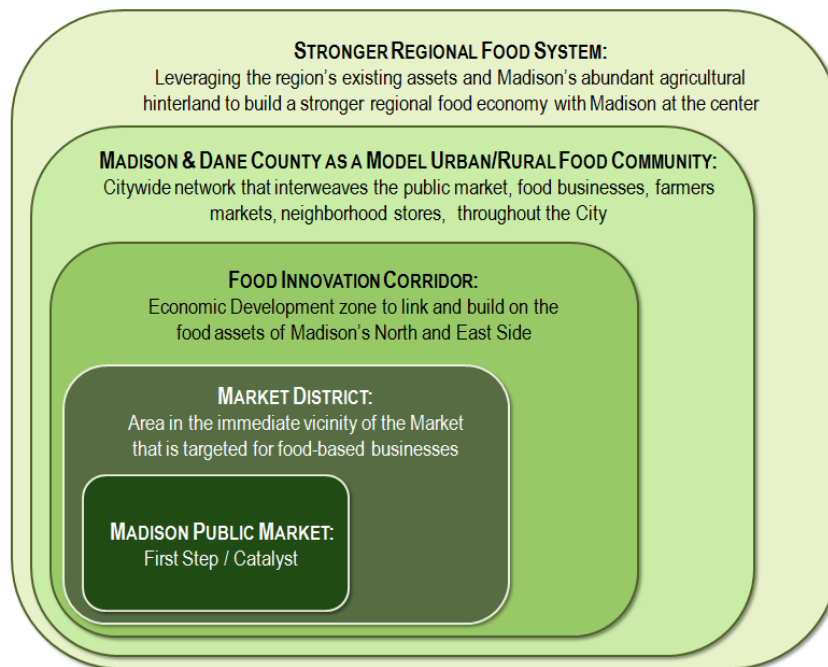 STRONGER REGIONAL FOOD SYSTEM:
Leveraging the region's existing assets and Madison's abundant agricultural
hinterland to build a stronger regional food economy with Madison at the center
MADISON & DANE COUNTY AS A MODEL URBAN/RURAL FOOD COMMUNITY:
Citywide network that interweaves the public market, food businesses, farmers
markets, neighborhood stores, throughout the City
FOOD INNOVATION CORRIDOR:
Economic Development zone to link and build on the
food assets of Madison's North and East Side
MARKET DISTRICT:
Area in the immediate vicinity of the Market
that is targeted for food-based businesses
MADISON PUBLIC MARKET:
First Step / Catalyst